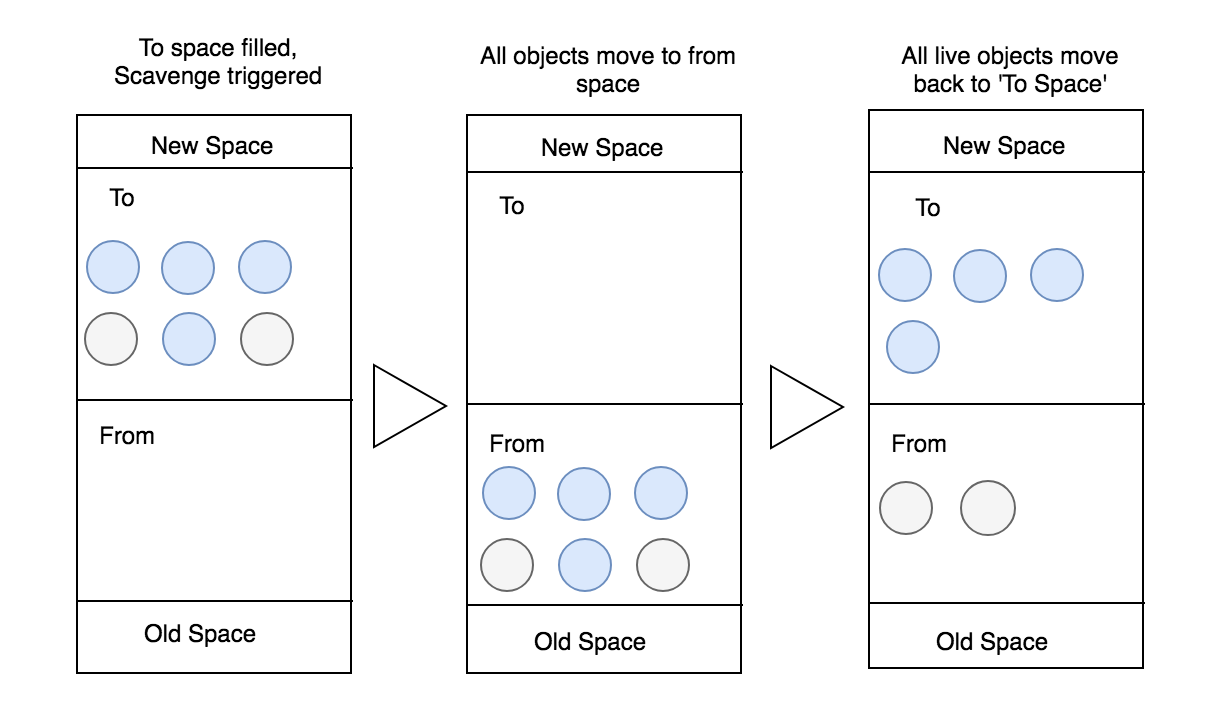 To space filled,
Scavenge triggered
New Space
To
From
Old Space
All objects move to from
space
New Space
To
From
Old Space
All live objects move
back to 'To Space'
New Space
To
From
Old Space